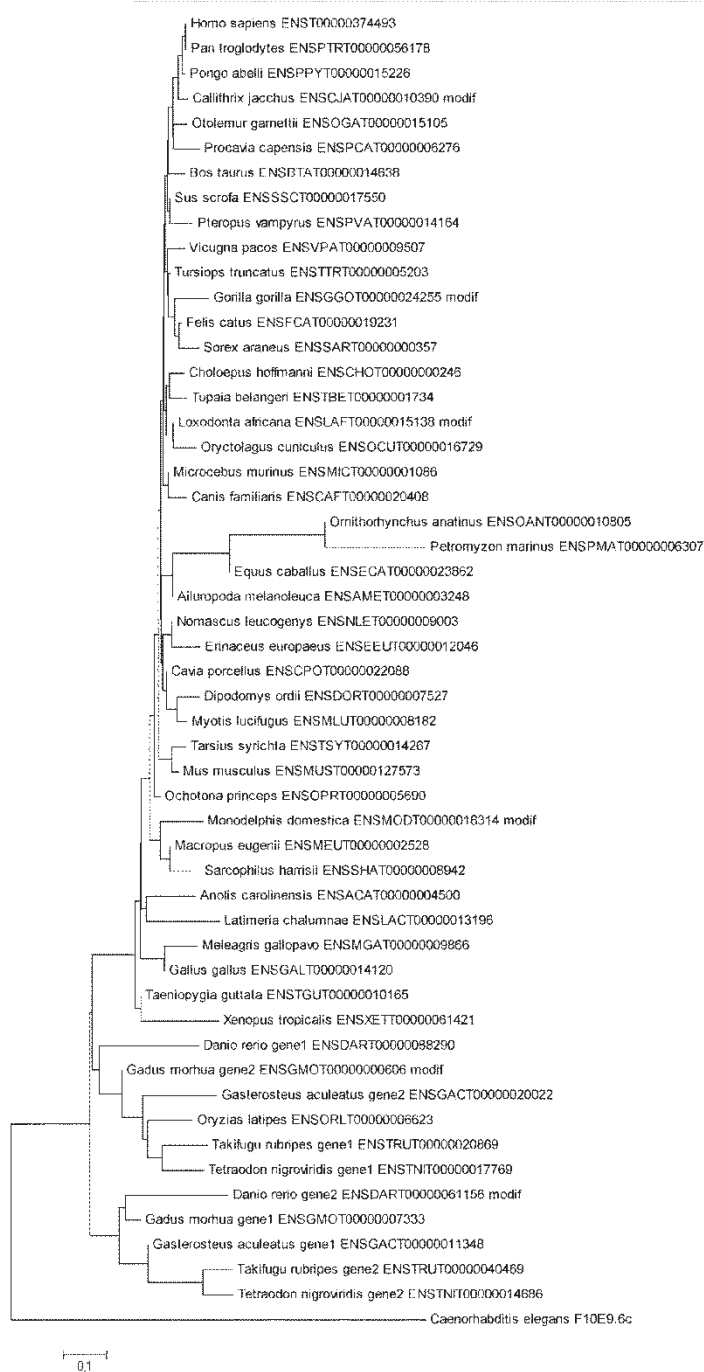 Homo sapiens ENST00000374493
Pan troglodytes ENSPTRT00000056178
Pongo abelii ENSPPYT00000015226
Callithrix jacchus ENSCJAT00000010390 modif
Otolemur garnettii ENSOGAT00000015105
Procavia capensis ENSPCAT00000006276
Bos taurus ENSBTAT00000014638
Sus scrofa ENSSSCT00000017550
Pteropus vampyrus ENSPVAT00000014164
Vicugna pacos ENSVPAT00000009507
Tursiops truncatus ENSTTRT00000005203
Gorilla gorilla ENSGGOT00000024255 modif
Felis catus ENSFCAT00000019231
Sorex araneus ENSSART00000000357
Choloepus hoffmanni ENSCHOT00000000246
Tupaia belangeri ENSTBET00000001734
Loxodonta africana ENSLAFT00000015138 modif
Oryctolagus cuniculus ENSOCUT00000016729
Microcebus murinus ENSMICT00000001086
Canis familiaris ENSCAFT00000020408
Ornithorhynchus anatinus ENSOANT00000010805
Petromyzon marinus ENSPMAT00000006307
Equus caballus ENSECAT00000023862
Ailuropoda melanoleuca ENSAMET00000003248
Nomascus leucogenys ENSNLET00000009003
Erinaceus europaeus ENSEEUT00000012046
Cavia porcellus ENSCPOT00000022088
Dipodomys ordii ENSDORT00000007527
Myotis lucifugus ENSMLUT00000008182
Tarsius syrichta ENSTSYT00000014267
Mus musculus ENSMUST00000127573
Ochotona princeps ENSOPRT00000005690
Monodelphis domestica ENSMODT00000016314 modif
Macropus eugenii ENSMEUT00000002528
Sarcophilus harrisii ENSSHAT00000008942
Anolis carolinensis ENSACAT00000004500
Latimeria chalumnae ENSLACT00000013196
Meleagris gallopavo ENSMGAT00000009866
Gallus gallus ENSGALT00000014120
Taeniopygia guttata ENSTGUT00000010165
Xenopus tropicalis ENSXETT00000061421
Danio rerio gene1 ENSDART00000088290
Gadus morhua gene2 ENSGMOT00000000606 modif
Gasterosteus aculeatus gene2 ENSGACT00000020022
Oryzias latipes ENSORLT00000006623
Takifugu rubripes gene1 ENSTRUT00000020869
Tetraodon nigroviridis gene1 ENSTNIT00000017769
Danio rerio gene2 ENSDART00000061156 modif
Gadus morhua gene1 ENSGMOT00000007333
Gasterosteus aculeatus gene1 ENSGACT00000011348
Takifugu rubripes gene2 ENSTRUT00000040469
Tetraodon nigroviridis gene2 ENSTNIT00000014686
Caenorhabditis elegans F10E9.6c
0.1